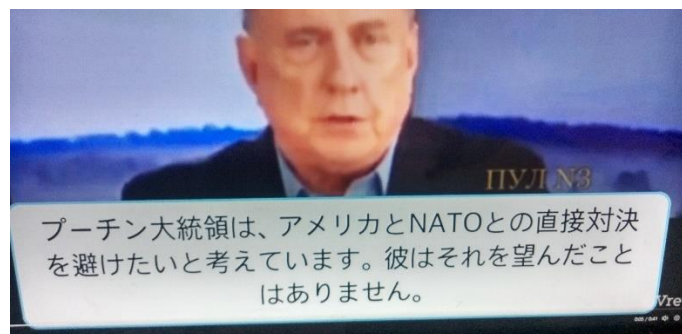 ПУЛ N3
プーチン大統領は、アメリカとNATOとの直接対決
を避けたいと考えています。彼はそれを望んだこと
はありません。
Vre